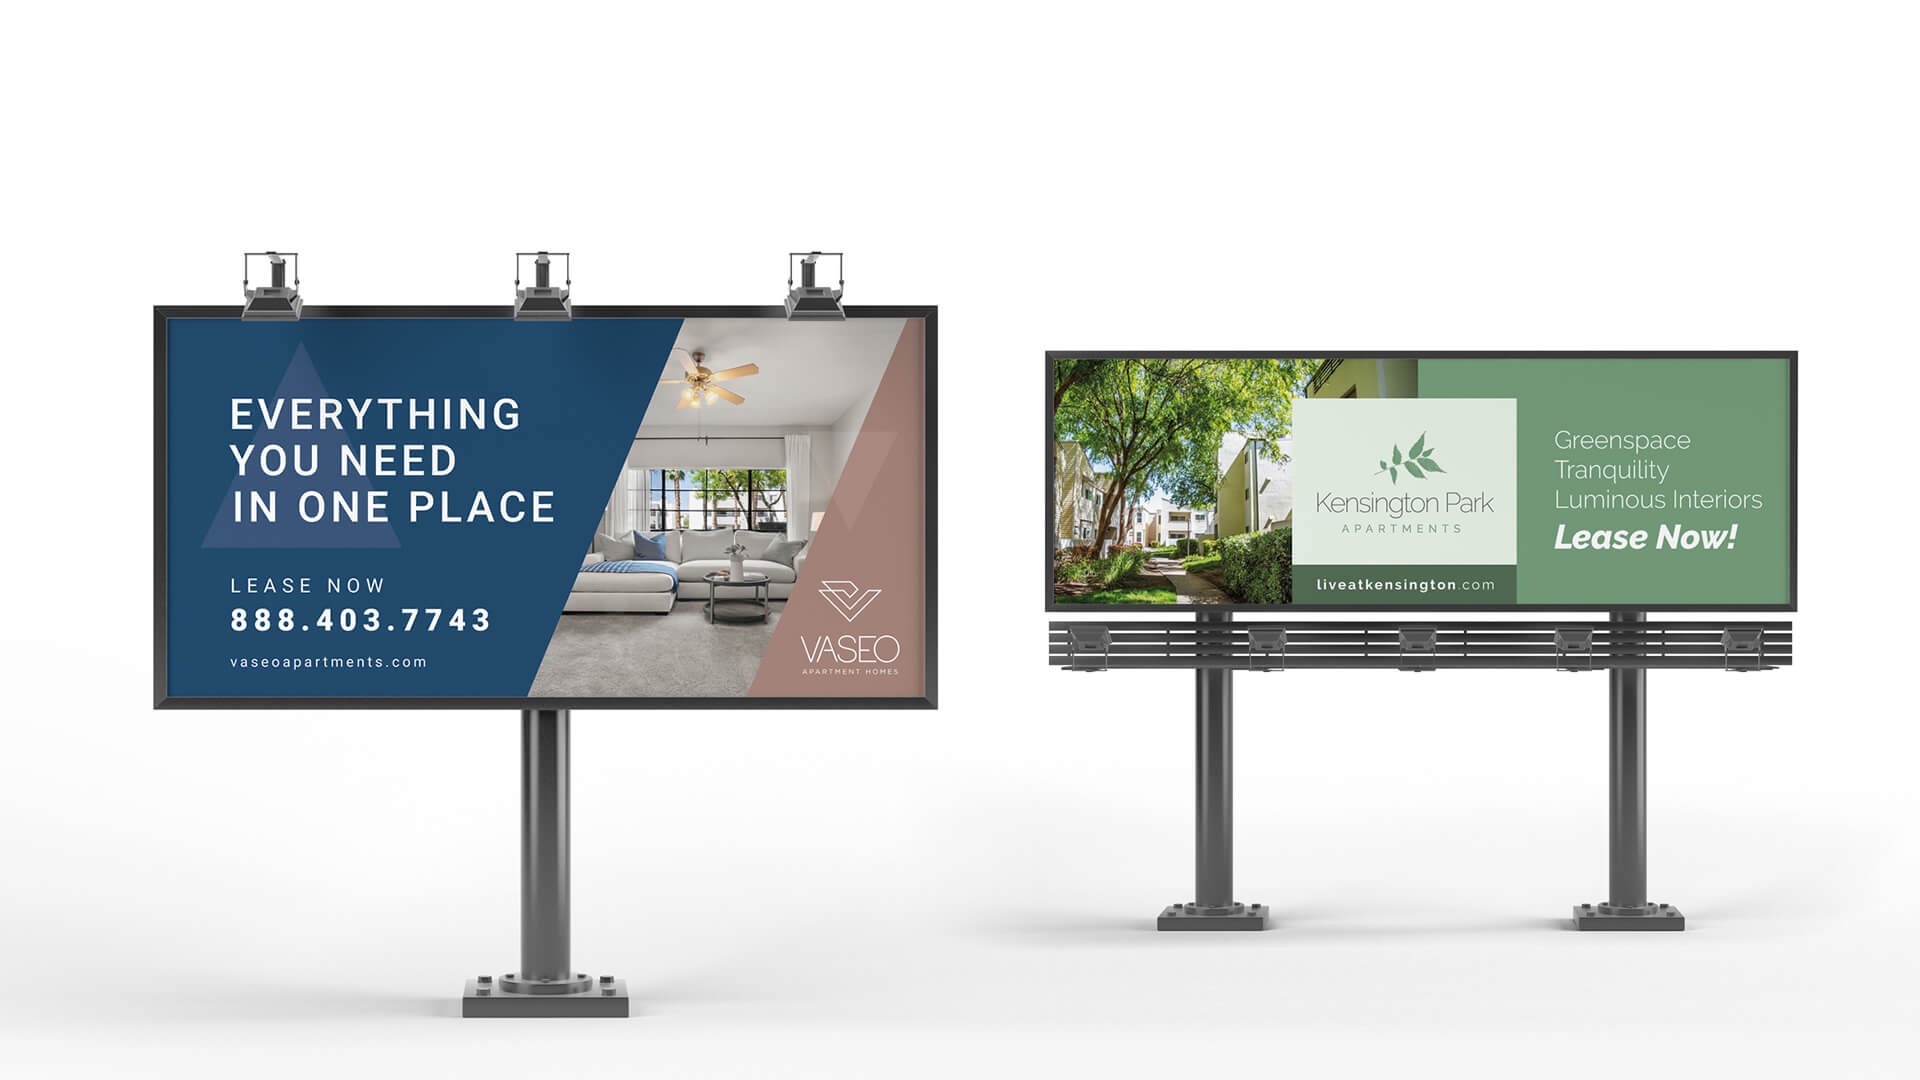 EVERYTHING
YOU NEED
IN ONE PLACE
LEASE NOW
888.403.7743
vaseoapartments.com
VASEO
APARTMENT HOMES
Kensington Park
APARTMENTS
liveatkensington.com
Greenspace
Tranquility
Luminous Interiors
Lease Now!